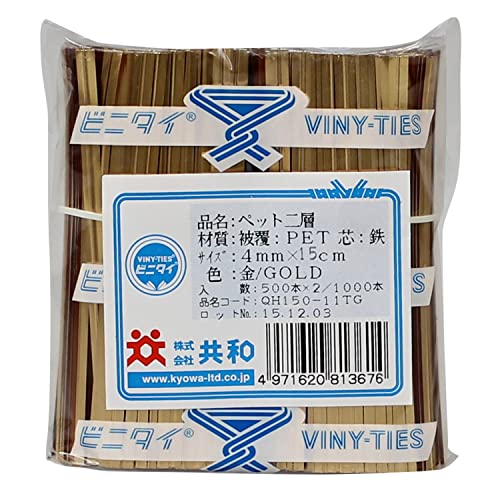 ビニタイ® VINY-TIES
品名:ペット二層
材質:被覆:PET 芯:鉄
サイズ:4mm×15cm
色:金/GOLD
入 数:500本×2/1000本
品名コード:QH150-11TG
ロットNo.:15.12.03
VINY-TIES®
ビニタイ
株式会社 共和
www.kyowa-ltd.co.jp
4 971620 813676
ビニタイ® VINY-TIES